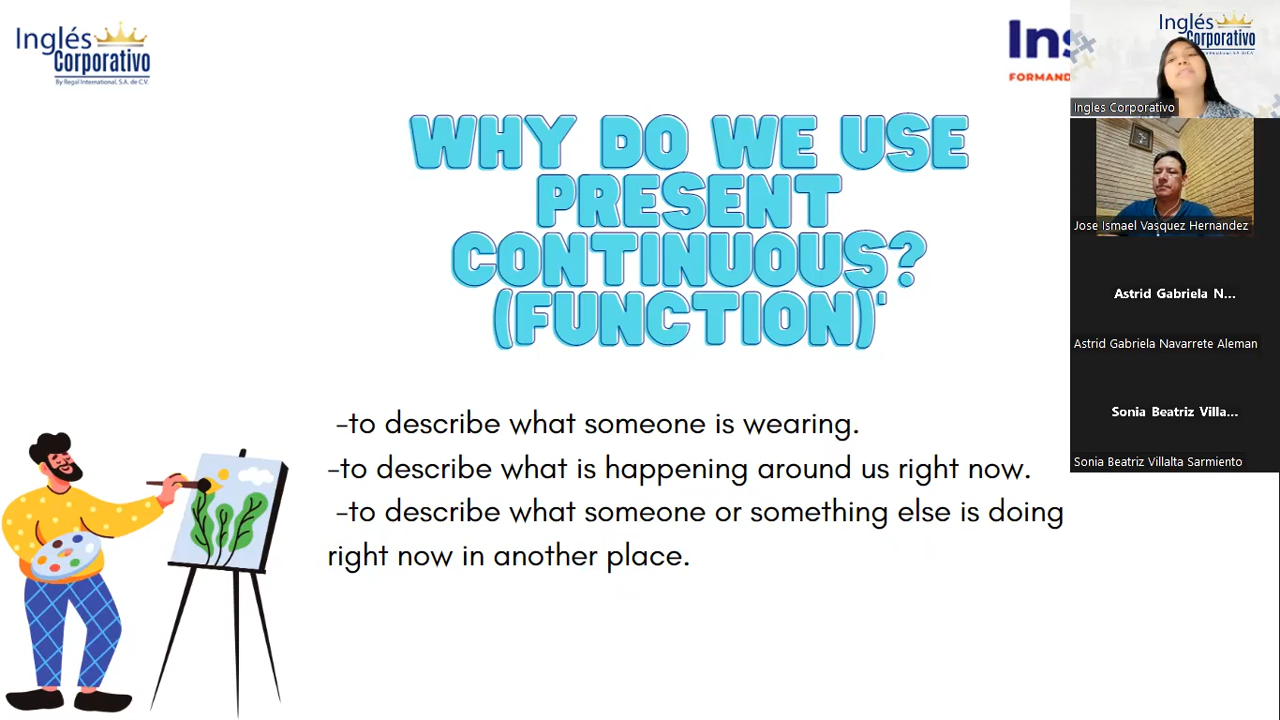 Inglés
Corporativo
By Regal International, S.A. de C.V.
Ins
FORMAND
Inglés
Corporativo
Ingles Corporativo
WHY DO WE USE
PRESENT
CONTINUOUS?
(FUNCTION)'
Jose Ismael Vasquez Hernandez
Astrid Gabriela N...
Astrid Gabriela Navarrete Aleman
Sonia Beatriz Villa...
Sonia Beatriz Villalta Sarmiento
-to describe what someone is wearing.
-to describe what is happening around us right now.
-to describe what someone or something else is doing
right now in another place.